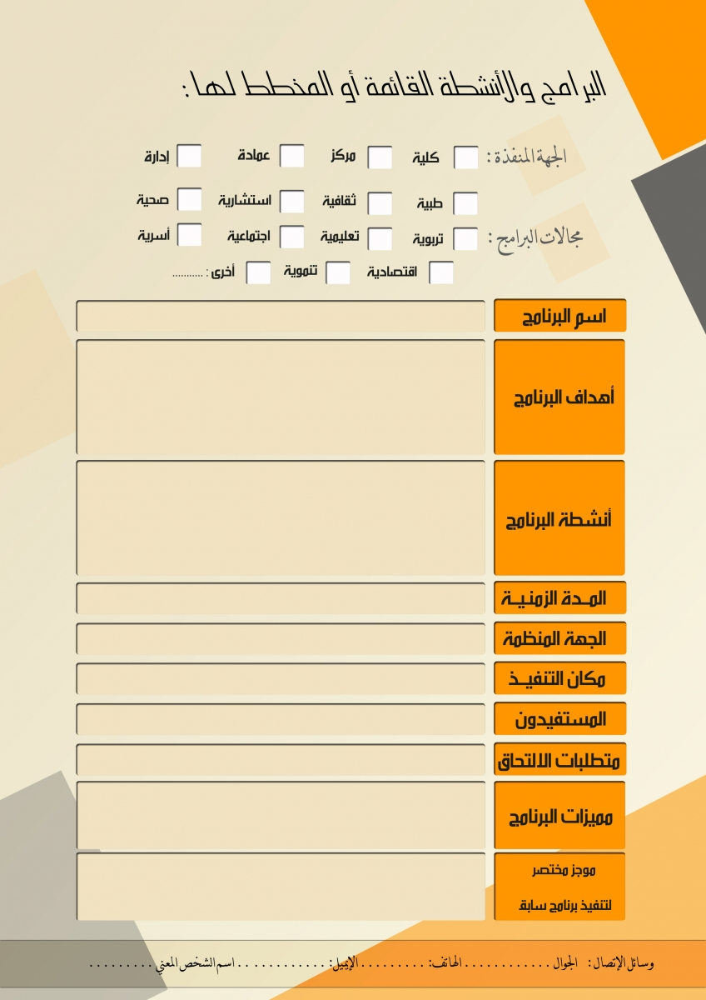 البرامج والأنشطة القائمة أو المخطط لها :
الجهة المنفذة : كلية مركز عمادة إدارة
طبية ثقافية استشارية صحية
مجالات البرامج : تربوية تعليمية اجتماعية أسرية
اقتصادية تنموية أخرى : ...........
اسم البرنامج
أهداف البرنامج
أنشطة البرنامج
المـدة الزمنيـة
الجهة المنظمة
مكان التنفيـذ
المستفيدون
متطلبات الالتحاق
مميزات البرنامج
موجز مختصر
لتنفيذ برنامج سابق
وسائل الإتصال : الجوال ............ الهاتف: ......... الإيميل: ............ .. اسم الشخص المعني .........